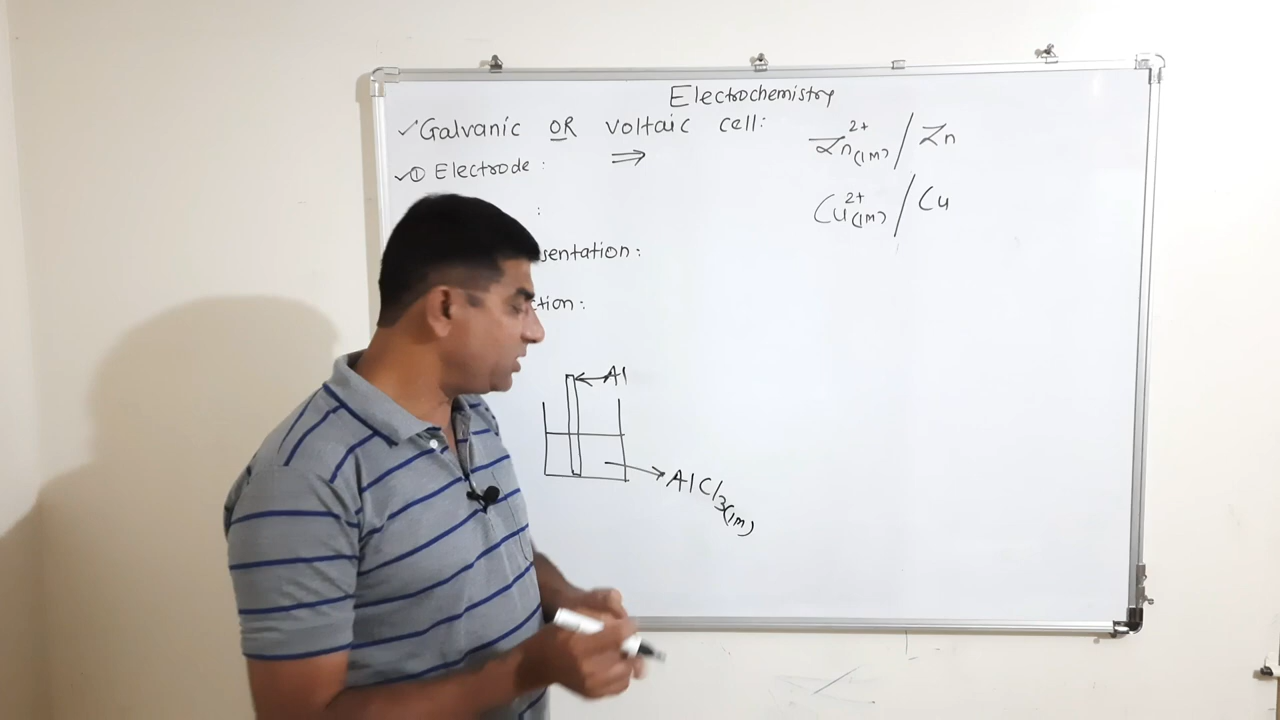 Electrochemistry
✓Galvanic OR voltaic cell:
⇒
✓① Electrode :
:
sentation:
ction:
Zn²⁺(1M) / Zn
Cu²⁺(1M) / Cu
Al
AlCl₃(1M)